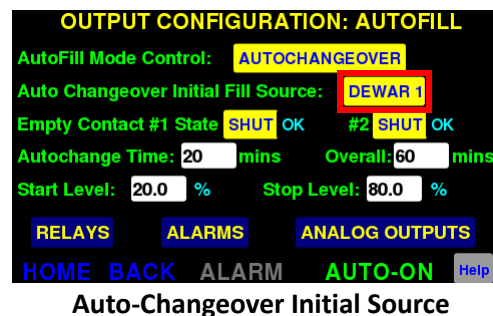 OUTPUT CONFIGURATION: AUTOFILL
AutoFill Mode Control: AUTOCHANGEOVER
Auto Changeover Initial Fill Source: DEWAR 1
Empty Contact #1 State SHUT OK #2 SHUT OK
Autochange Time: 20 mins Overall: 60 mins
Start Level: 20.0 % Stop Level: 80.0 %
RELAYS ALARMS ANALOG OUTPUTS
HOME BACK ALARM AUTO-ON Help
Auto-Changeover Initial Source